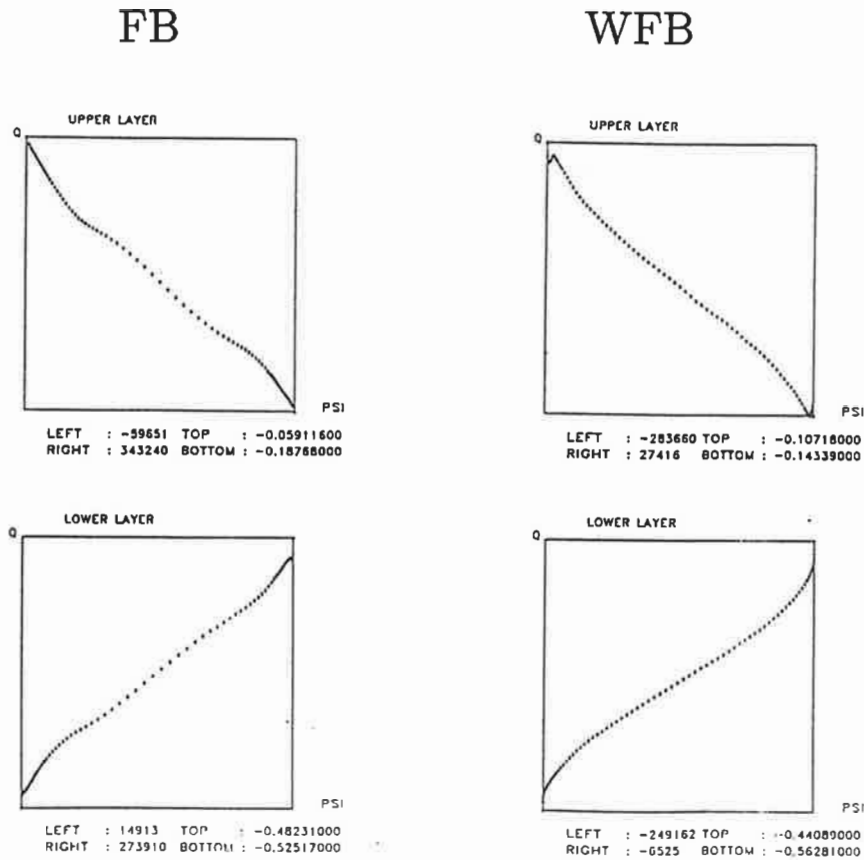 FB
WFB
UPPER LAYER
Q
PSI
LEFT : -59651 TOP : -0.05911600
RIGHT : 343240 BOTTOM : -0.18768000
UPPER LAYER
Q
PSI
LEFT : -283660 TOP : -0.10718000
RIGHT : 27416 BOTTOM : -0.14339000
LOWER LAYER
Q
PSI
LEFT : 14913 TOP : -0.48231000
RIGHT : 273910 BOTTOM : -0.52517000
LOWER LAYER
Q
PSI
LEFT : -249162 TOP : -0.44089000
RIGHT : -6525 BOTTOM : -0.56281000